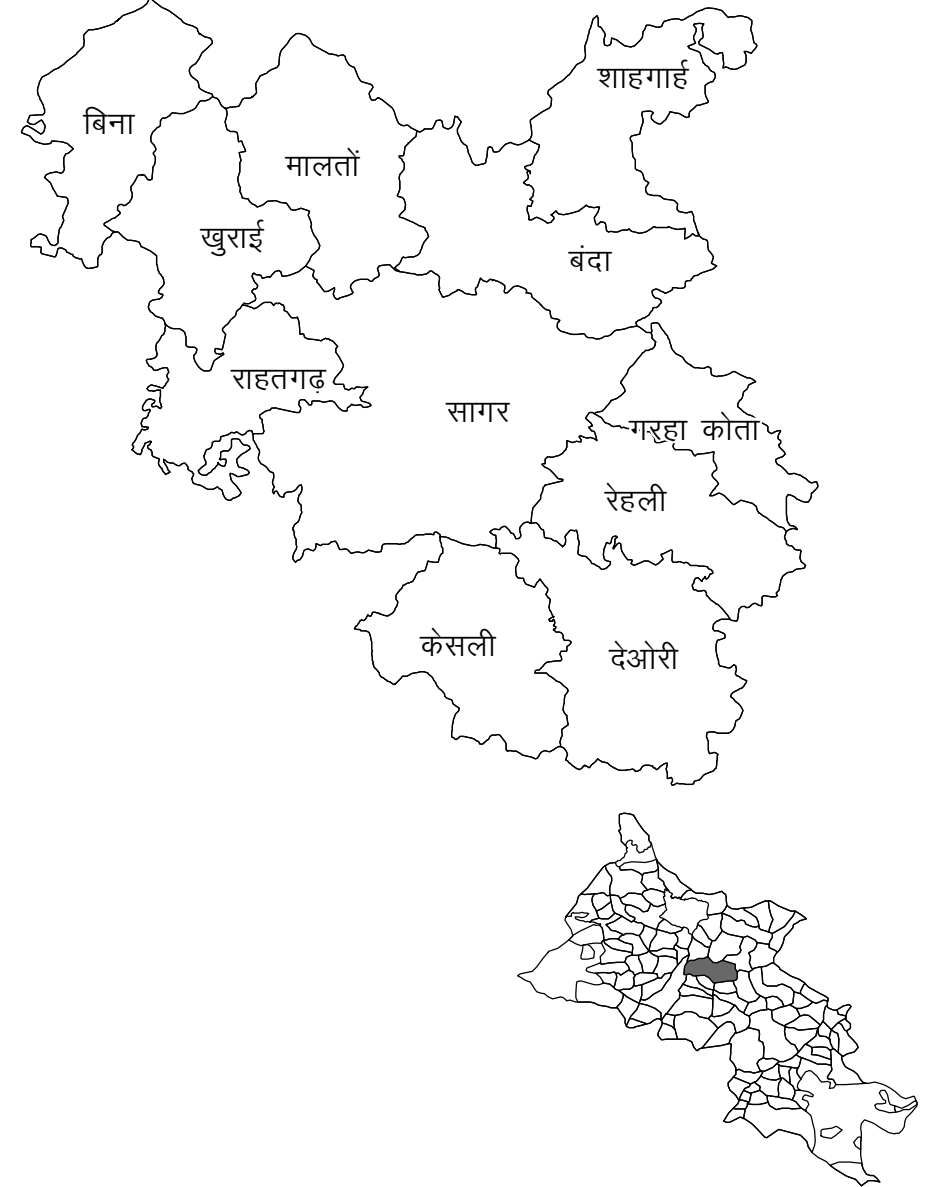 शाहगार्ह
बिना
मालतों
खुराई
बंदा
राहतगढ़
सागर
गरहा कोता
रेहली
केसली
देओरी